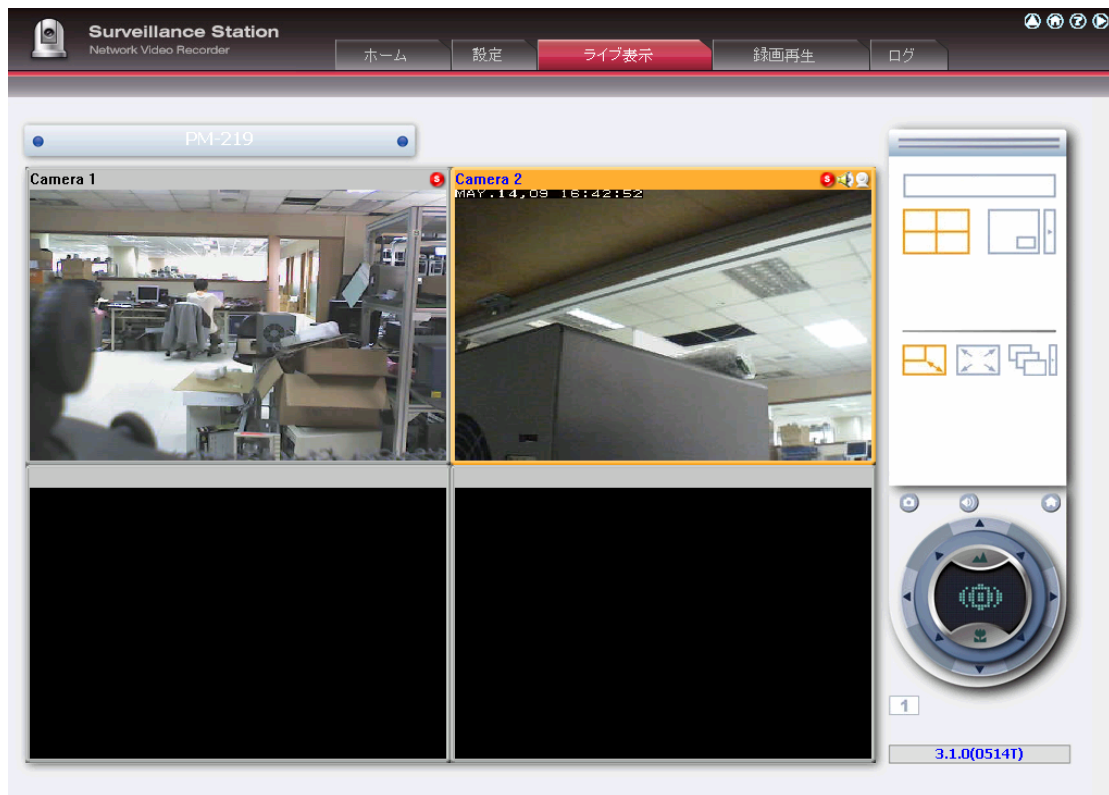 Surveillance Station
Network Video Recorder
ホーム
設定
ライブ表示
録画再生
ログ
PM-219
Camera 1
S
Camera 2
S
MAY.14,09 16:42:52
1
3.1.0(0514T)